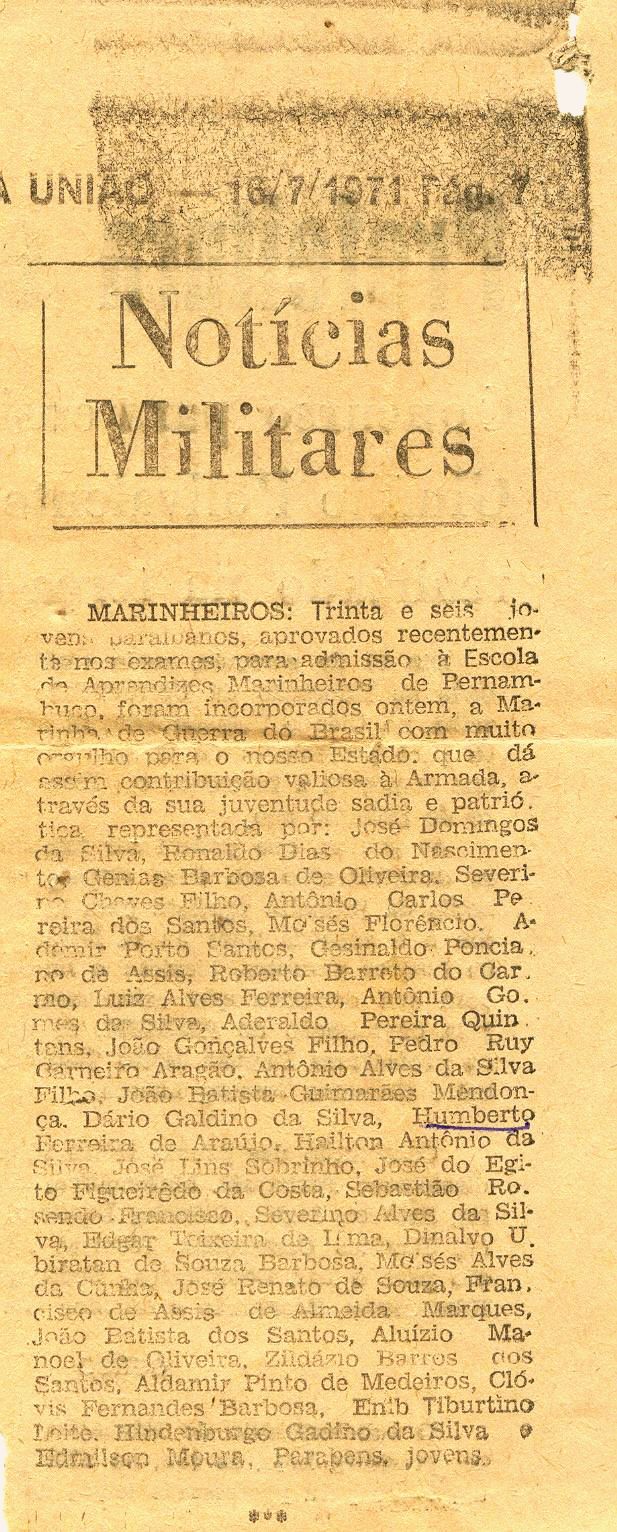 A UNIÃO — 16/7/1971 Pág. 7
Notícias
Militares
MARINHEIROS: Trinta e seis jo-
vens paraibanos, aprovados recentemen-
te nos exames, para admissão à Escola
de Aprendizes Marinheiros de Pernam-
buco, foram incorporados ontem, a Ma-
rinha de Guerra do Brasil com muito
orgulho para o nosso Estado. que dá
assim contribuição valiosa à Armada, a-
través da sua juventude sadia e patrió.
tica representada por: José Domingos
da Silva, Ronaldo Dias do Nascimen-
to, Genias Barbosa de Oliveira. Severi-
no Chaves Filho, Antônio Carlos Pe
reira dos Santos, Mo'sés Florêncio. A-
demir Porto Santos, Gesinaldo Poncia.
no de Assis, Roberto Barreto do Car.
mo, Luiz Alves Ferreira, Antônio Go.
mes da Silva, Aderaldo Pereira Quin.
tans, João Gonçalves Filho, Pedro Ruy
Carneiro Aragão, Antônio Alves da Silva
Filho, João Batista Guimarães Mendon-
ça. Dário Galdino da Silva, Humberto
Ferreira de Araújo, Hailton Antônio da
Silva, José Lins Sobrinho, José do Egi-
to Figueirêdo da Costa, Sebastião Ro.
sendo Francisco, Severino Alves da Sil-
va, Edgar Teixeira de Lima, Dinalvo U.
biratan de Souza Barbosa, Mo'sés Alves
da Cunha, José Renato de Souza, Fran.
cisco de Assis de Almeida Marques,
João Batista dos Santos, Aluízio Ma-
noel de Oliveira, Zildázio Barros dos
Santos, Aldamir Pinto de Medeiros, Cló-
vis Fernandes Barbosa, Enib Tiburtino
Leite, Hindenburgo Gadino da Silva e
Edmilson Moura, Parabens, jovens.
***